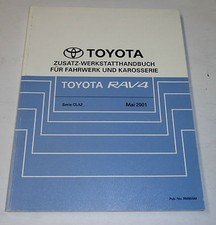 TOYOTA
ZUSATZ-WERKSTATTHANDBUCH
FÜR FAHRWERK UND KAROSSERIE
TOYOTA RAV4
Mai 2001